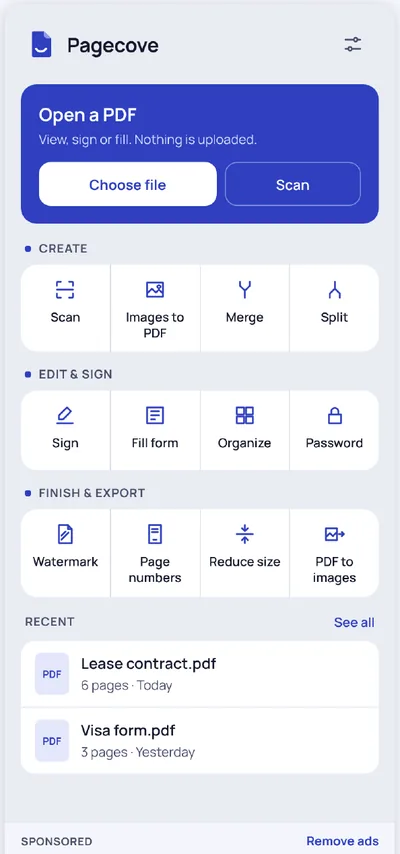 Pagecove
Open a PDF
View, sign or fill. Nothing is uploaded.
Choose file
Scan
CREATE
Scan
Images to
PDF
Merge
Split
EDIT & SIGN
Sign
Fill form
Organize
Password
FINISH & EXPORT
Watermark
Page
numbers
Reduce size
PDF to
images
RECENT
See all
PDF
Lease contract.pdf
6 pages · Today
PDF
Visa form.pdf
3 pages · Yesterday
SPONSORED
Remove ads